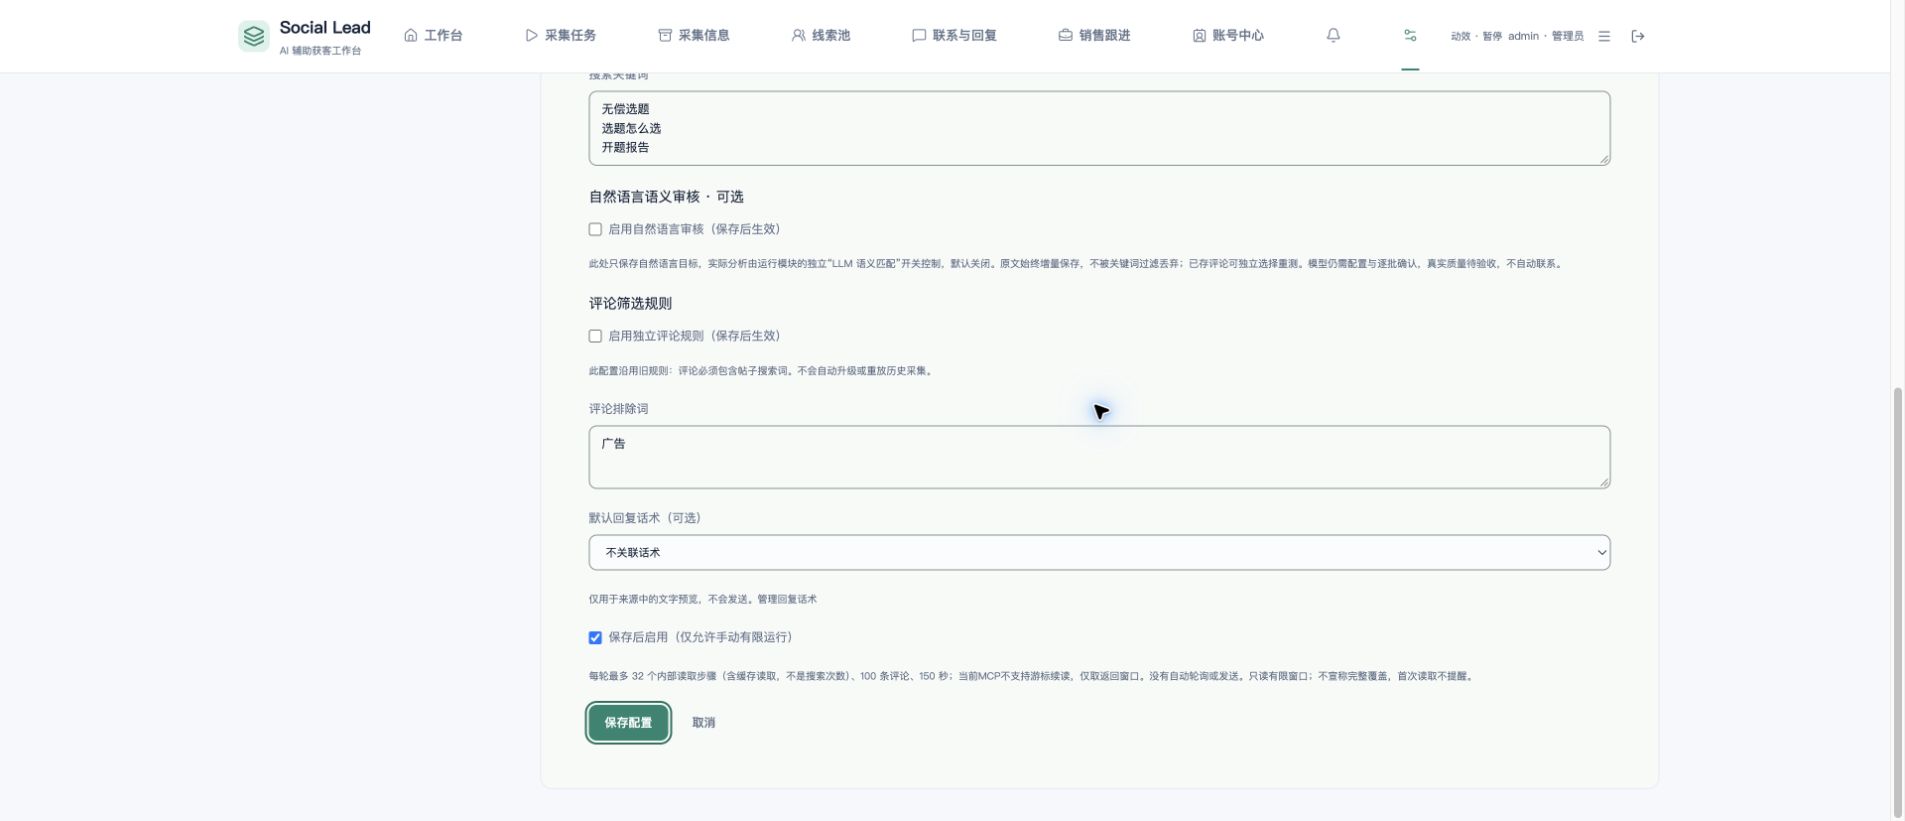 Social Lead
AI 辅助获客工作台
工作台
采集任务
采集信息
线索池
联系与回复
销售跟进
账号中心
动效 · 暂停
admin · 管理员
搜索关键词
无偿选题
选题怎么选
开题报告
自然语言语义审核 · 可选
启用自然语言审核（保存后生效）
此处只保存自然语言目标，实际分析由运行模块的独立“LLM 语义匹配”开关控制，默认关闭。原文始终增量保存，不被关键词过滤丢弃；已存评论可独立选择重测。模型仍需配置与逐批确认，真实质量待验收，不自动联系。
评论筛选规则
启用独立评论规则（保存后生效）
此配置沿用旧规则：评论必须包含帖子搜索词。不会自动升级或重放历史采集。
评论排除词
广告
默认回复话术（可选）
不关联话术
仅用于来源中的文字预览，不会发送。管理回复话术
保存后启用（仅允许手动有限运行）
每轮最多 32 个内部读取步骤（含缓存读取，不是搜索次数）、100 条评论、150 秒；当前MCP不支持游标续读，仅取返回窗口。没有自动轮询或发送。只读有限窗口；不宣称完整覆盖，首次读取不提醒。
保存配置
取消